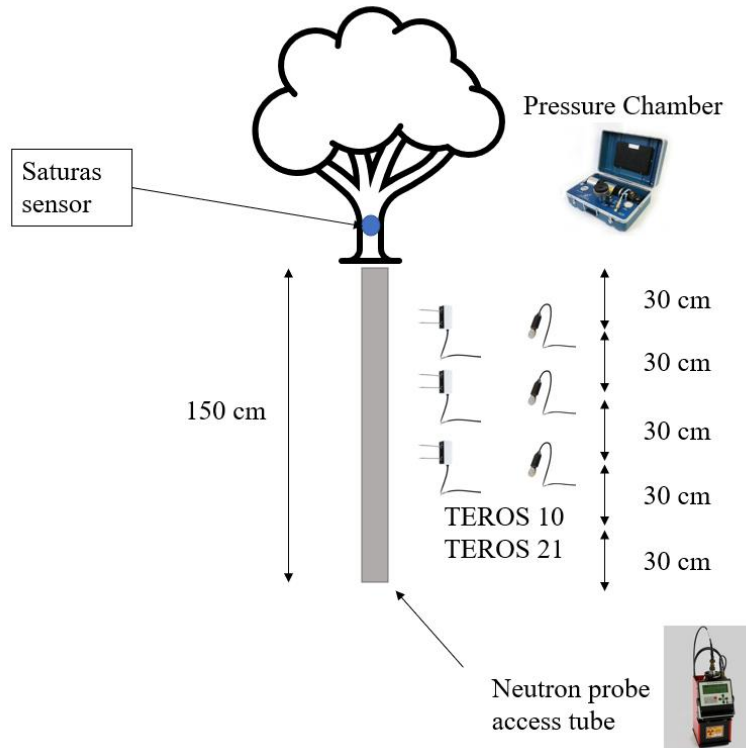 Pressure Chamber
Saturas
sensor
30 cm
30 cm
150 cm
30 cm
30 cm
TEROS 10
TEROS 21
30 cm
Neutron probe
access tube